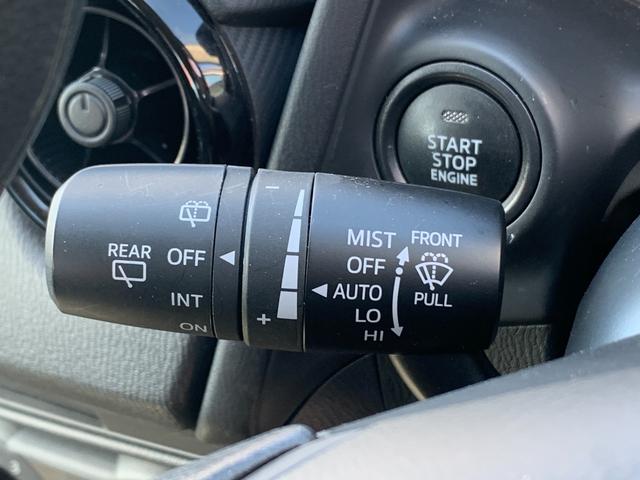 START
STOP
ENGINE
REAR
OFF
INT
ON
−
+
MIST
OFF
AUTO
LO
HI
FRONT
PULL